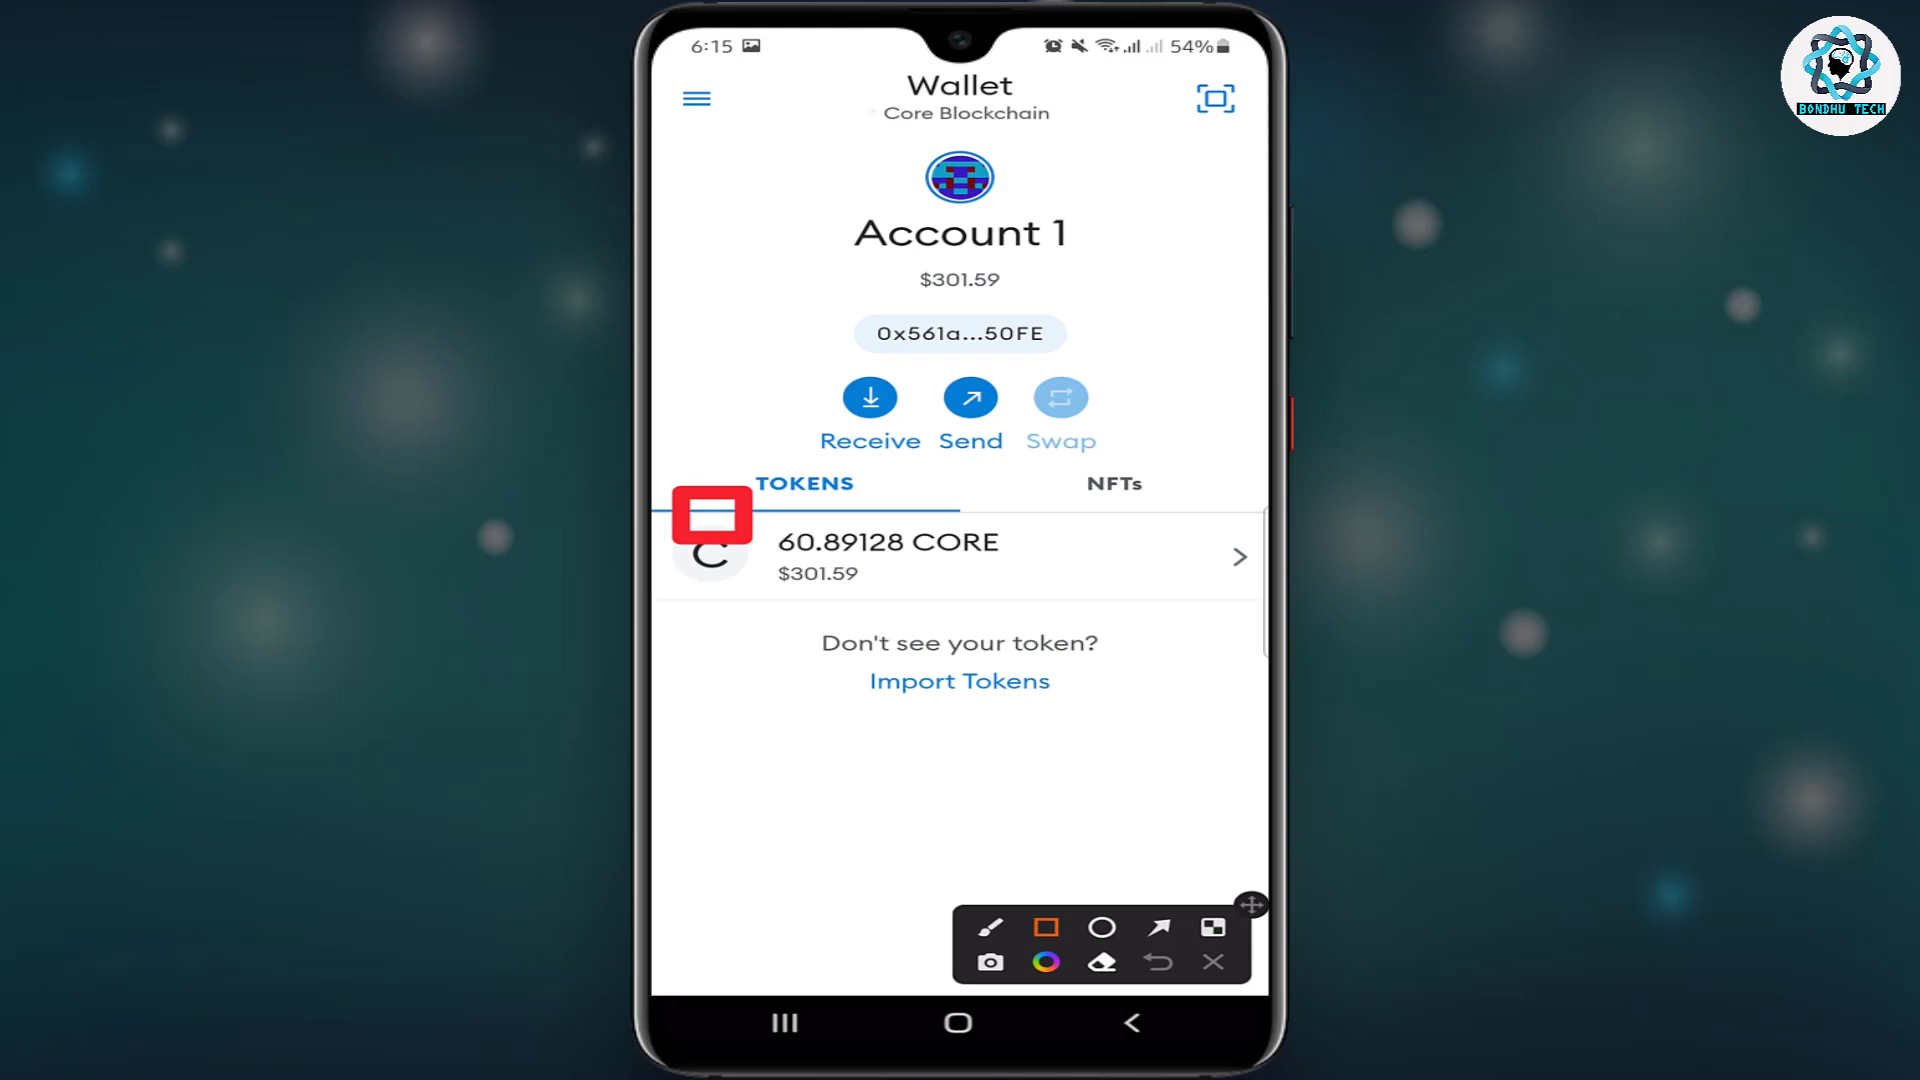 6:15
54%
BONDHU TECH
Wallet
Core Blockchain
Account 1
$301.59
0x561a...50FE
Receive
Send
Swap
TOKENS
NFTs
C
60.89128 CORE
$301.59
Don't see your token?
Import Tokens